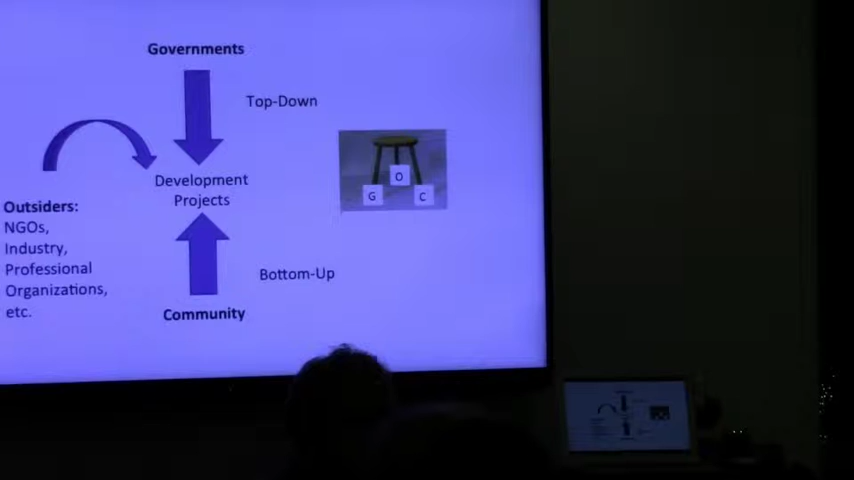 Governments
Top-Down
Development
Projects
Outsiders:
NGOs,
Industry,
Professional
Organizations,
etc.
Bottom-Up
Community
O
G
C